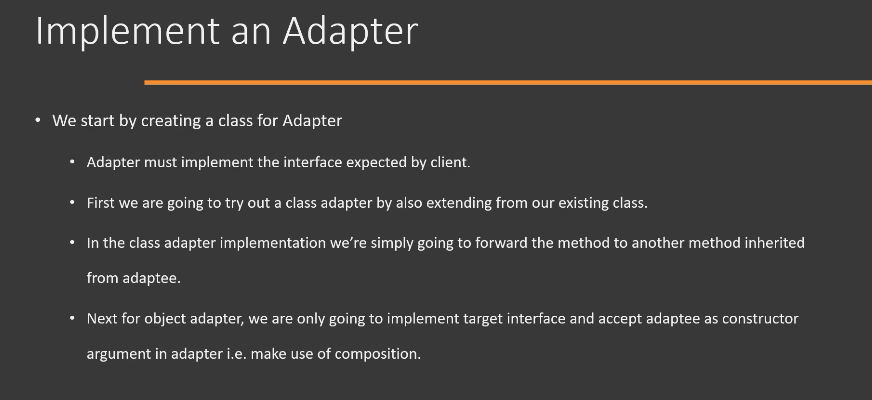 Implement an Adapter
• We start by creating a class for Adapter
• Adapter must implement the interface expected by client.
• First we are going to try out a class adapter by also extending from our existing class.
• In the class adapter implementation we’re simply going to forward the method to another method inherited
from adaptee.
• Next for object adapter, we are only going to implement target interface and accept adaptee as constructor
argument in adapter i.e. make use of composition.